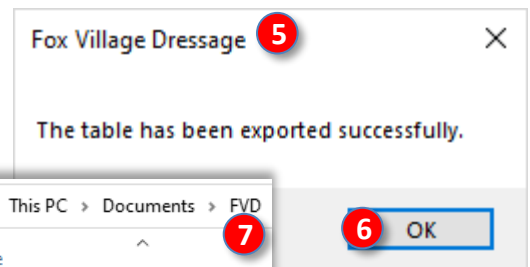 Fox Village Dressage 5
The table has been exported successfully.
This PC > Documents > FVD
7
6 OK
e